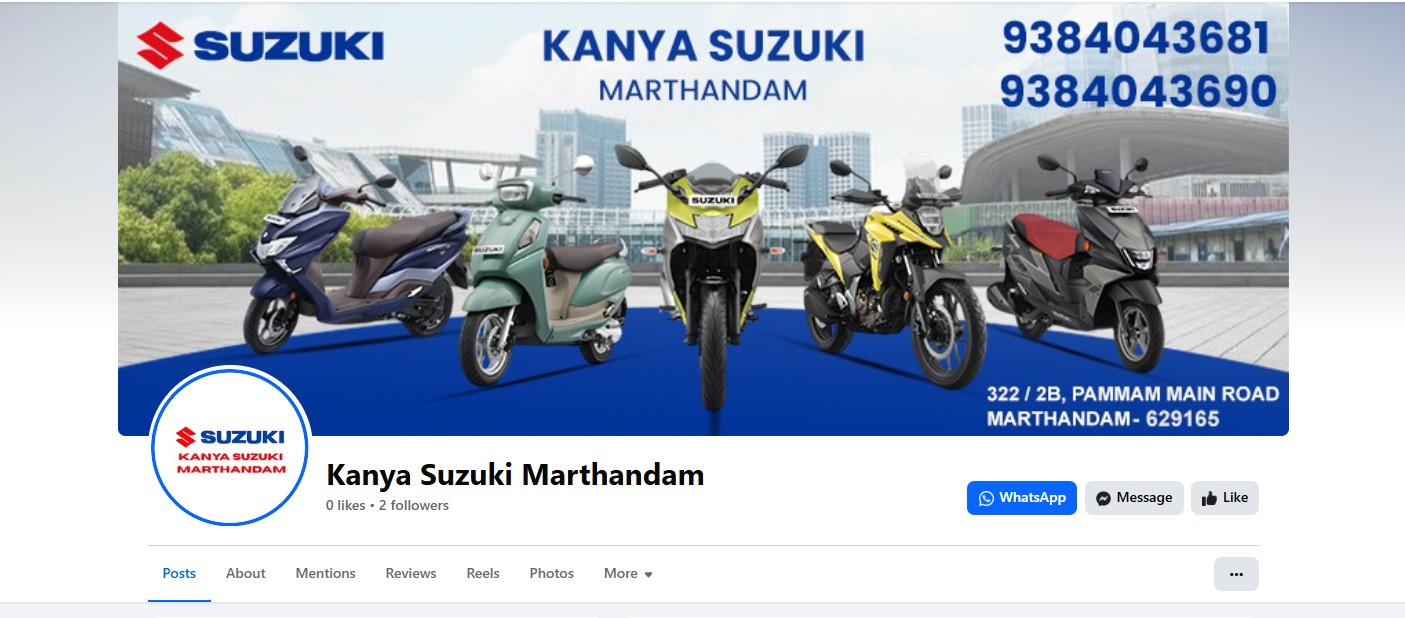 SUZUKI
KANYA SUZUKI
MARTHANDAM
9384043681
9384043690
SUZUKI
SUZUKI
322 / 2B, PAMMAM MAIN ROAD
MARTHANDAM- 629165
SUZUKI
KANYA SUZUKI
MARTHANDAM
Kanya Suzuki Marthandam
0 likes • 2 followers
WhatsApp
Message
Like
Posts
About
Mentions
Reviews
Reels
Photos
More